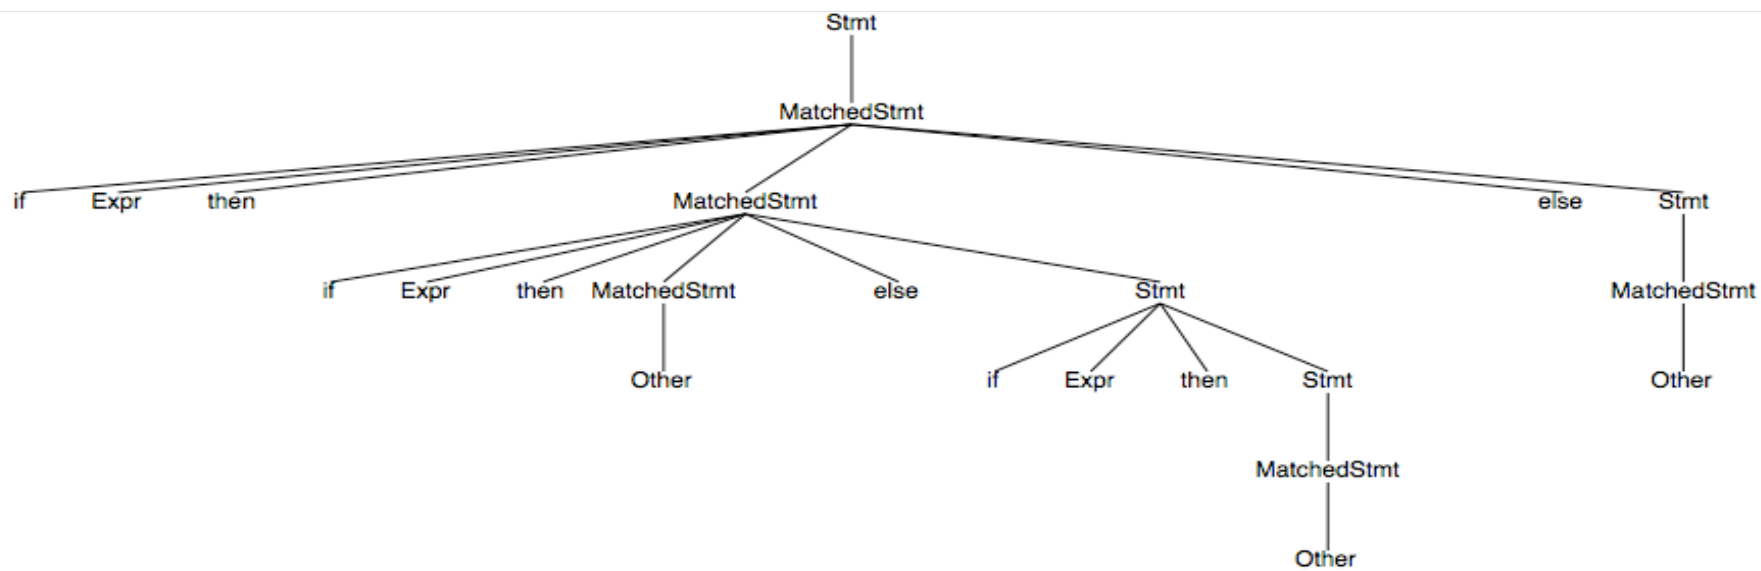 Stmt
MatchedStmt
if Expr then MatchedStmt else Stmt
if Expr then MatchedStmt else Stmt MatchedStmt
Other if Expr then Stmt Other
MatchedStmt
Other